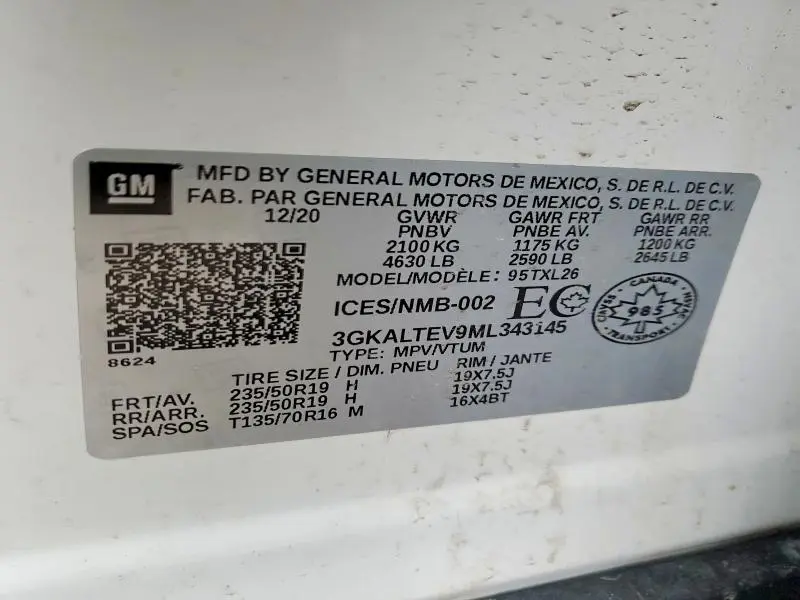 GM
MFD BY GENERAL MOTORS DE MEXICO, S. DE R.L. DE C.V.
FAB. PAR GENERAL MOTORS DE MEXICO, S. DE R.L. DE C.V.
12/20 GVWR GAWR FRT GAWR RR
PNBV PNBE AV. PNBE ARR.
2100 KG 1175 KG 1200 KG
4630 LB 2590 LB 2645 LB
MODEL/MODÈLE: 95TXL26
ICES/NMB-002 EC
CANADA
985
TRANSPORT
3GKALTEV9ML343145
TYPE: MPV/VTUM
8624
TIRE SIZE / DIM. PNEU RIM / JANTE
FRT/AV. 235/50R19 H 19X7.5J
RR/ARR. 235/50R19 H 19X7.5J
SPA/SOS T135/70R16 M 16X4BT